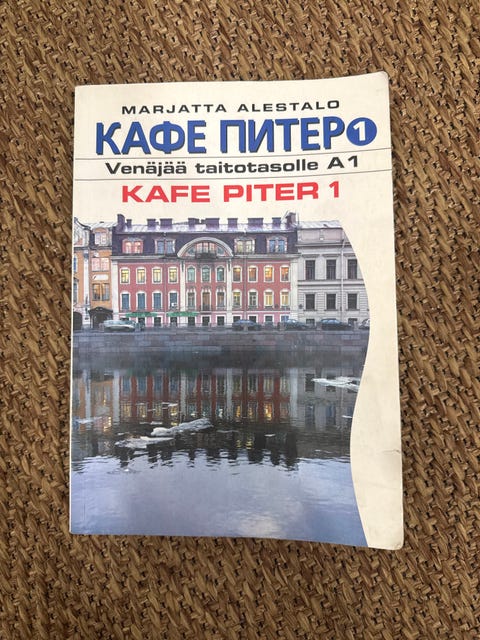 MARJATTA ALESTALO
КАФЕ ПИТЕР 1
Venäjää taitotasolle A1
KAFE PITER 1